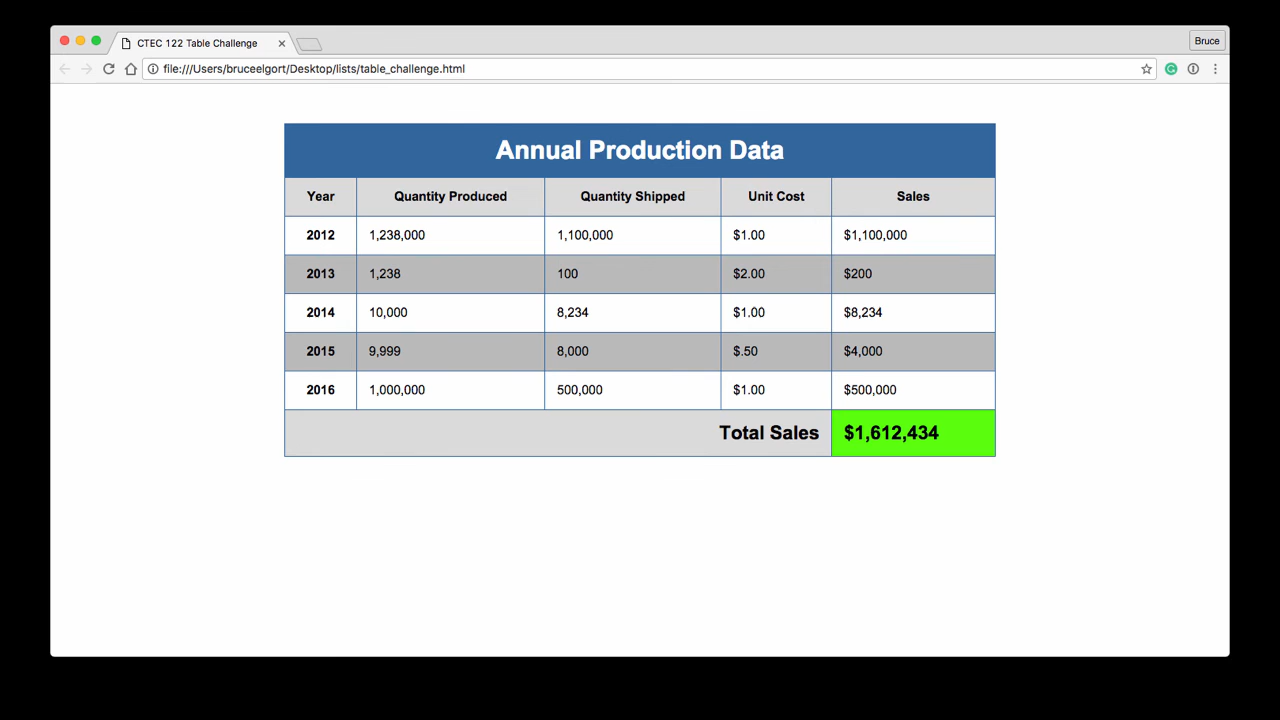 CTEC 122 Table Challenge
Bruce
file:///Users/bruceelgort/Desktop/lists/table_challenge.html
Annual Production Data
Year Quantity Produced Quantity Shipped Unit Cost Sales
2012 1,238,000 1,100,000 $1.00 $1,100,000
2013 1,238 100 $2.00 $200
2014 10,000 8,234 $1.00 $8,234
2015 9,999 8,000 $.50 $4,000
2016 1,000,000 500,000 $1.00 $500,000
Total Sales $1,612,434